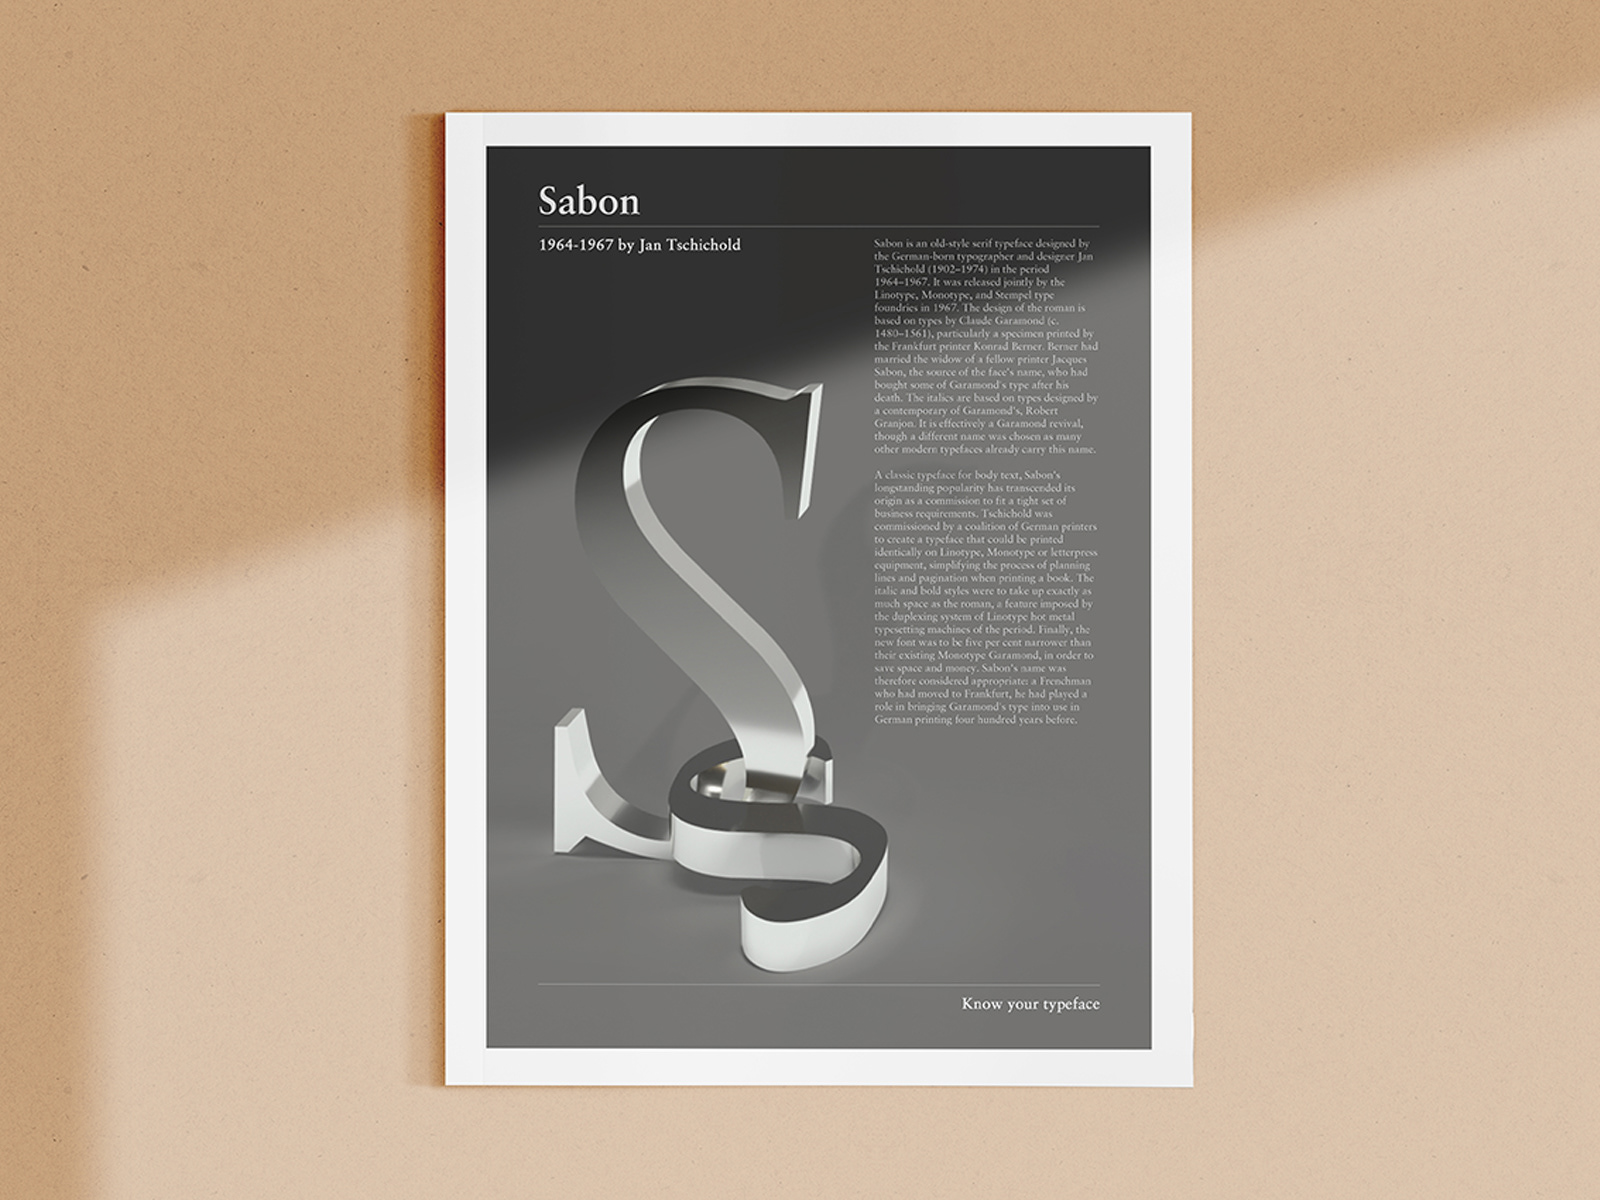 Sabon
1964-1967 by Jan Tschichold
Sabon is an old-style serif typeface designed by
the German-born typographer and designer Jan
Tschichold (1902–1974) in the period
1964–1967. It was released jointly by the
Linotype, Monotype, and Stempel type
foundries in 1967. The design of the roman is
based on types by Claude Garamond (c.
1480–1561), particularly a specimen printed by
the Frankfurt printer Konrad Berner. Berner had
married the widow of a fellow printer Jacques
Sabon, the source of the face's name, who had
bought some of Garamond's type after his
death. The italics are based on types designed by
a contemporary of Garamond's, Robert
Granjon. It is effectively a Garamond revival,
though a different name was chosen as many
other modern typefaces already carry this name.
A classic typeface for body text, Sabon's
longstanding popularity has transcended its
origin as a commission to fit a tight set of
business requirements. Tschichold was
commissioned by a coalition of German printers
to create a typeface that could be printed
identically on Linotype, Monotype or letterpress
equipment, simplifying the process of planning
lines and pagination when printing a book. The
italic and bold styles were to take up exactly as
much space as the roman, a feature imposed by
the duplexing system of Linotype hot metal
typesetting machines of the period. Finally, the
new font was to be five per cent narrower than
their existing Monotype Garamond, in order to
save space and money. Sabon's name was
therefore considered appropriate: a Frenchman
who had moved to Frankfurt, he had played a
role in bringing Garamond's type into use in
German printing four hundred years before.
Know your typeface